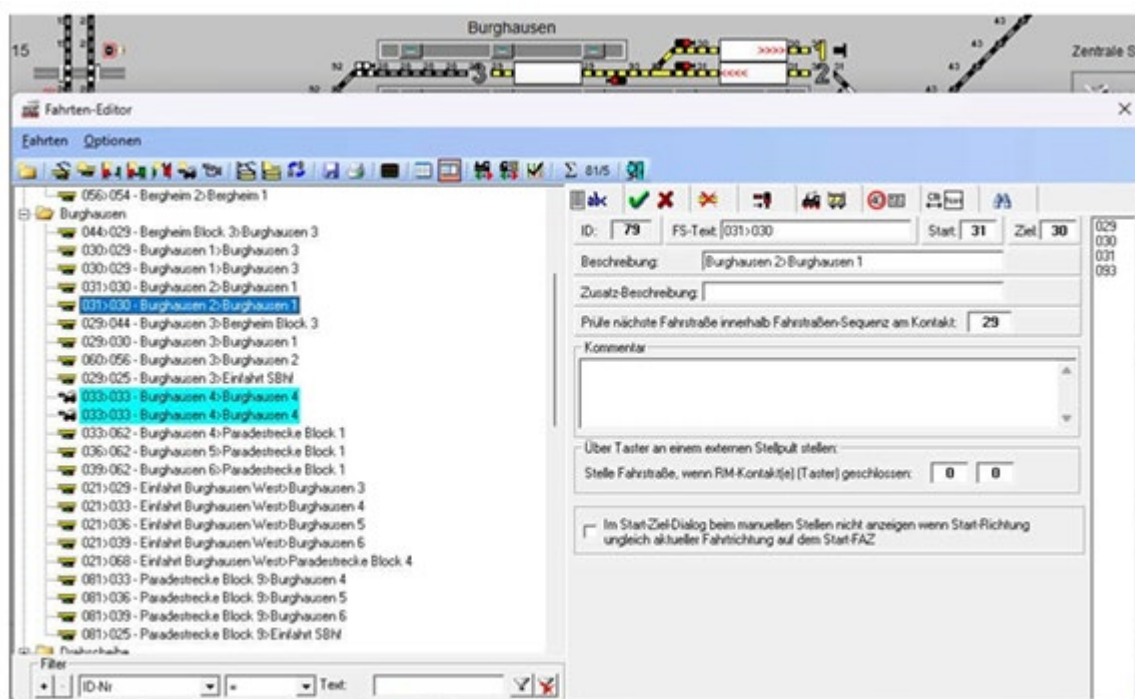 Burghausen
15
Zentrale S
3
1
2
>>>>
<<<<
Fahrten-Editor
Fahrten Optionen
Σ 81/5
056>054 - Bergheim 2>Bergheim 1
Burghausen
044>029 - Bergheim Block 3>Burghausen 3
030>029 - Burghausen 1>Burghausen 3
030>029 - Burghausen 1>Burghausen 3
031>030 - Burghausen 2>Burghausen 1
031>030 - Burghausen 2>Burghausen 1
029>044 - Burghausen 3>Bergheim Block 3
029>030 - Burghausen 3>Burghausen 1
060>056 - Burghausen 3>Burghausen 2
029>025 - Burghausen 3>Einfahrt SBhf
033>033 - Burghausen 4>Burghausen 4
033>033 - Burghausen 4>Burghausen 4
033>062 - Burghausen 4>Paradestrecke Block 1
036>062 - Burghausen 5>Paradestrecke Block 1
039>062 - Burghausen 6>Paradestrecke Block 1
021>029 - Einfahrt Burghausen West>Burghausen 3
021>033 - Einfahrt Burghausen West>Burghausen 4
021>036 - Einfahrt Burghausen West>Burghausen 5
021>039 - Einfahrt Burghausen West>Burghausen 6
021>068 - Einfahrt Burghausen West>Paradestrecke Block 4
081>033 - Paradestrecke Block 9>Burghausen 4
081>036 - Paradestrecke Block 9>Burghausen 5
081>039 - Paradestrecke Block 9>Burghausen 6
081>025 - Paradestrecke Block 9>Einfahrt SBhf
Drehscheibe
Filter
+ - ID-Nr = Text:
abc
ID: 79 FS-Text: 031>030 Start: 31 Ziel: 30
Beschreibung: Burghausen 2>Burghausen 1
Zusatz-Beschreibung:
Prüfe nächste Fahrstraße innerhalb Fahrstraßen-Sequenz am Kontakt: 29
Kommentar
Über Taster an einem externen Stellpult stellen:
Stelle Fahrstraße, wenn RM-Kontakt(e) (Taster) geschlossen: 0 0
Im Start-Ziel-Dialog beim manuellen Stellen nicht anzeigen wenn Start-Richtung
ungleich aktueller Fahrtrichtung auf dem Start-FAZ
029
030
031
093